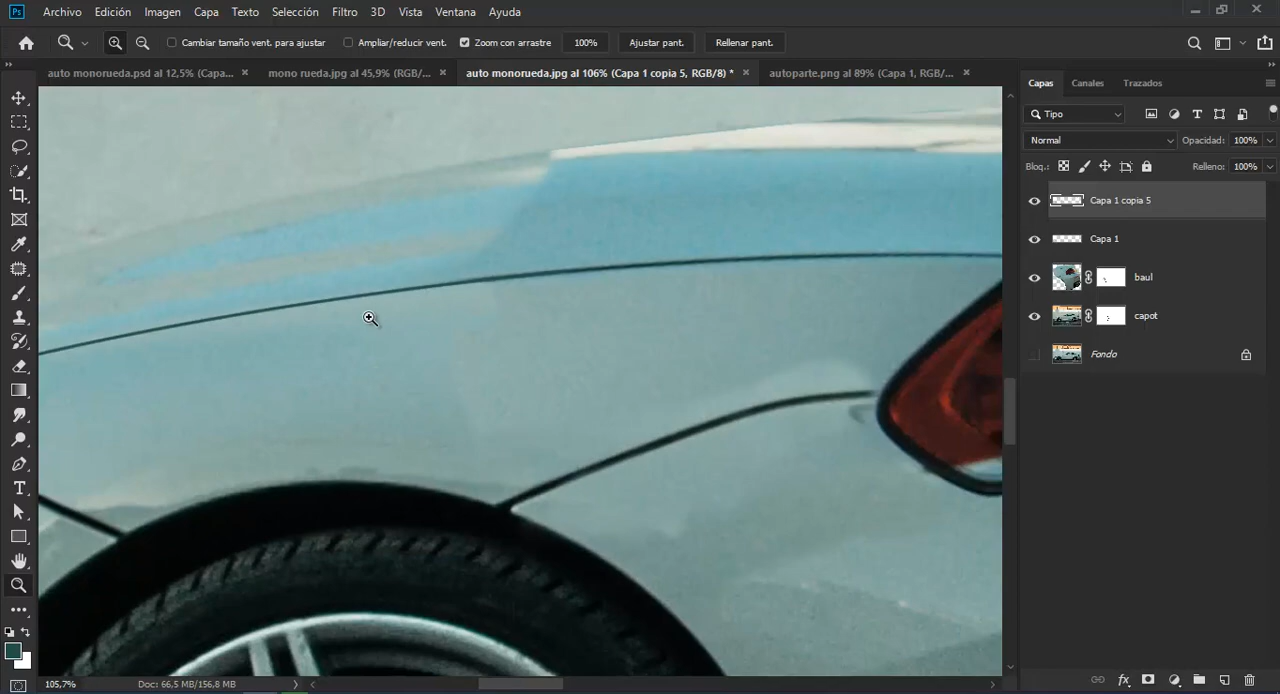 Ps Archivo Edición Imagen Capa Texto Selección Filtro 3D Vista Ventana Ayuda
Cambiar tamaño vent. para ajustar Ampliar/reducir vent. Zoom con arrastre 100% Ajustar pant. Rellenar pant.
auto monorueda.psd al 12,5% (Capa... × mono rueda.jpg al 45,9% (RGB/... × auto monorueda.jpg al 106% (Capa 1 copia 5, RGB/8) * × autoparte.png al 89% (Capa 1, RGB/... ×
Capas Canales Trazados
Tipo
Normal Opacidad: 100%
Bloq.: Relleno: 100%
Capa 1 copia 5
Capa 1
baul
capot
Fondo
105,7% Doc: 66,5 MB/156,8 MB